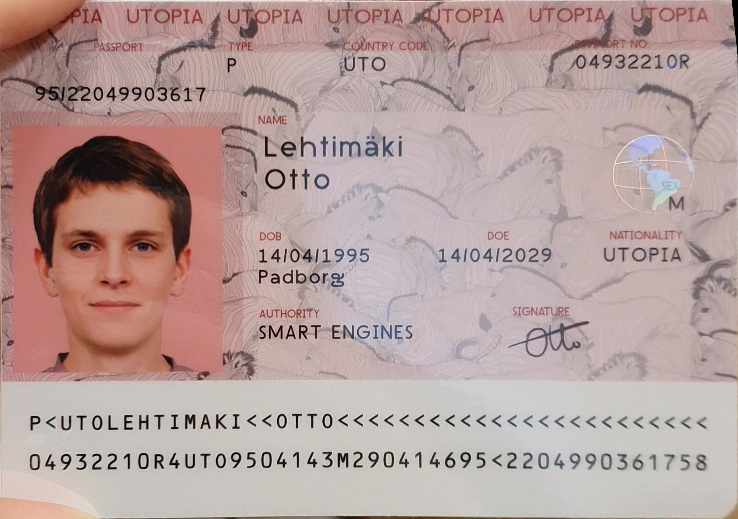 UTOPIA UTOPIA UTOPIA UTOPIA UTOPIA UTOPIA
PASSPORT TYPE COUNTRY CODE PASSPORT NO.
P UTO 04932210R
95/22049903617
NAME
Lehtimäki
Otto
SEX
M
DOB DOE NATIONALITY
14/04/1995 14/04/2029 UTOPIA
Padborg
AUTHORITY SIGNATURE
SMART ENGINES Otto
P<UTOLEHTIMAKI<<OTTO<<<<<<<<<<<<<<<<<<<<<<<<
04932210R4UTO9504143M290414695<2204990361758